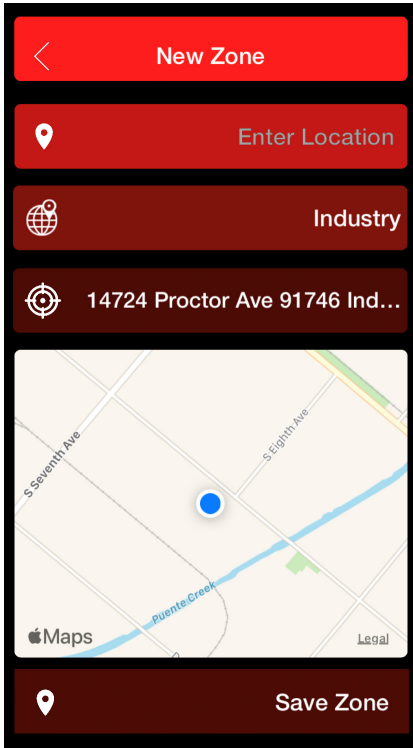 New Zone
Enter Location
Industry
14724 Proctor Ave 91746 Ind...
S Seventh Ave
S Eighth Ave
Puente Creek
Maps
Legal
Save Zone